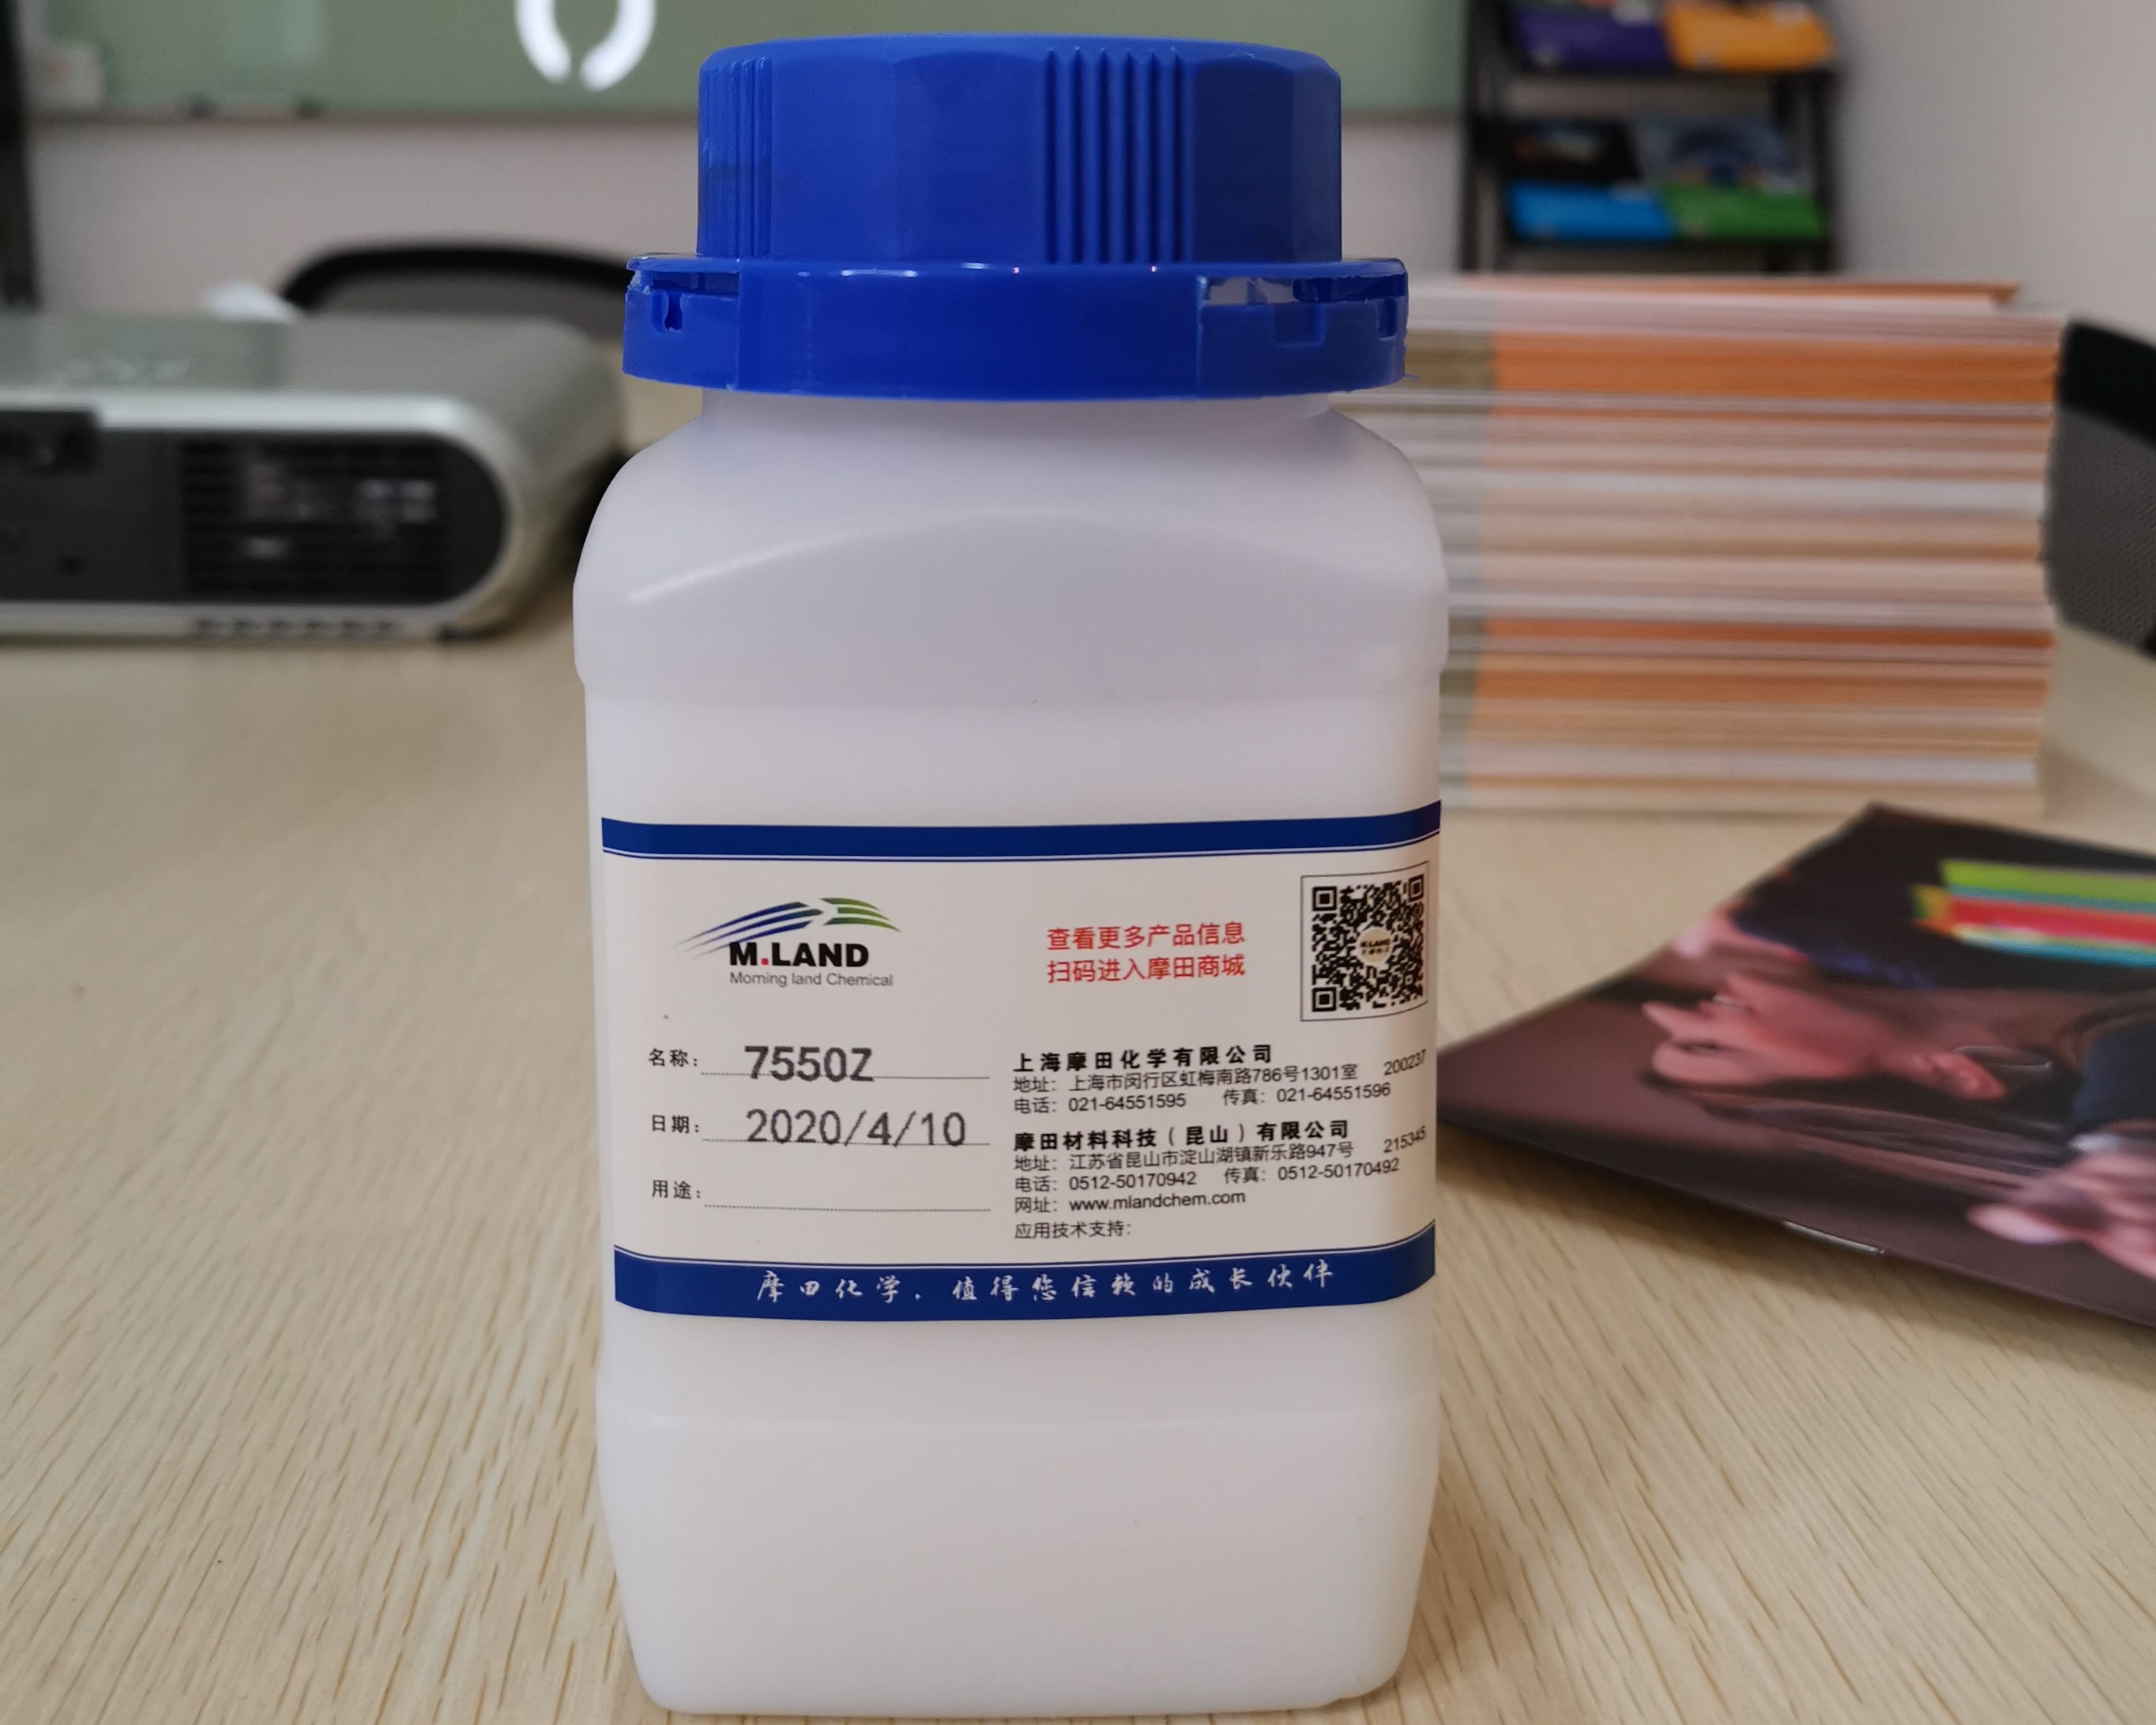 M.LAND
Morning land Chemical
查看更多产品信息
扫码进入摩田商城
名称： 7550Z
日期： 2020/4/10
用途：
上海摩田化学有限公司
地址：上海市闵行区虹梅南路786号1301室 200237
电话：021-64551595 传真：021-64551596
摩田材料科技（昆山）有限公司
地址：江苏省昆山市淀山湖镇新乐路947号 215345
电话：0512-50170942 传真：0512-50170492
网址：www.mlandchem.com
应用技术支持：
摩田化学，值得您信赖的成长伙伴